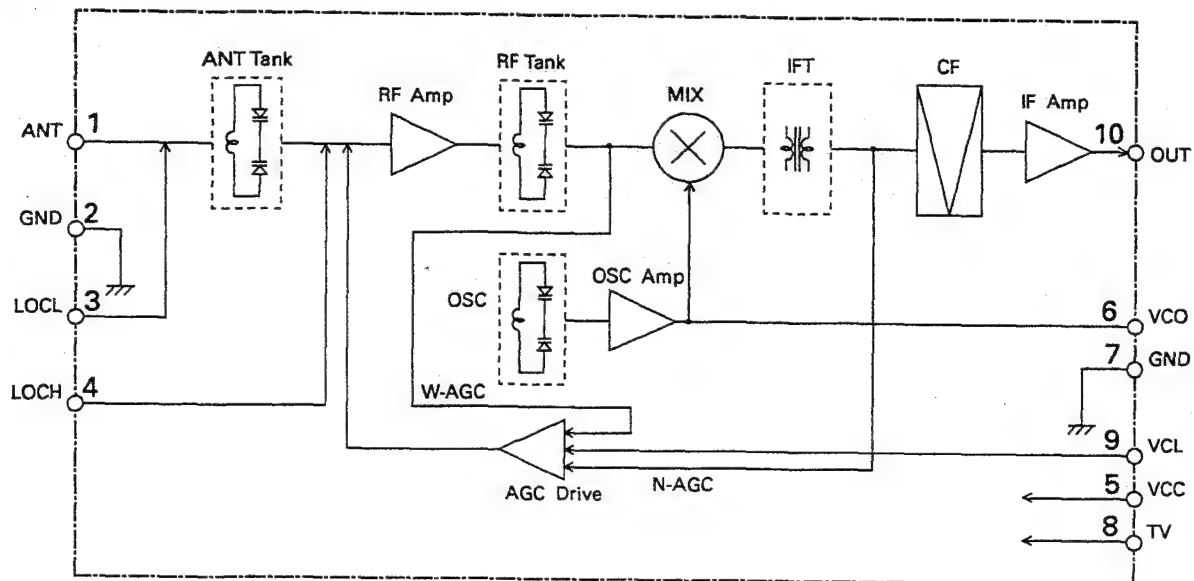 ANT Tank
RF Tank
IFT
CF
RF Amp
MIX
IF Amp
ANT 1
10 OUT
GND 2
OSC
OSC Amp
LOCL 3
6 VCO
7 GND
LOCH 4
W-AGC
9 VCL
N-AGC
AGC Drive
5 VCC
8 TV